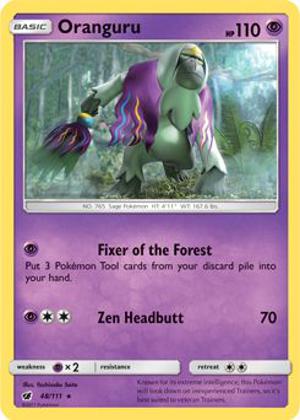 BASIC Oranguru HP 110
NO. 765 Sage Pokémon HT: 4'11" WT: 167.6 lbs.
Fixer of the Forest
Put 3 Pokémon Tool cards from your discard pile into
your hand.
Zen Headbutt 70
weakness ×2 resistance retreat
Illus. Yoshinobu Saito
48/111 ★
Known for its extreme intelligence, this Pokémon
will look down on inexperienced Trainers, so it's
best suited to veteran Trainers.
©2017 Pokémon